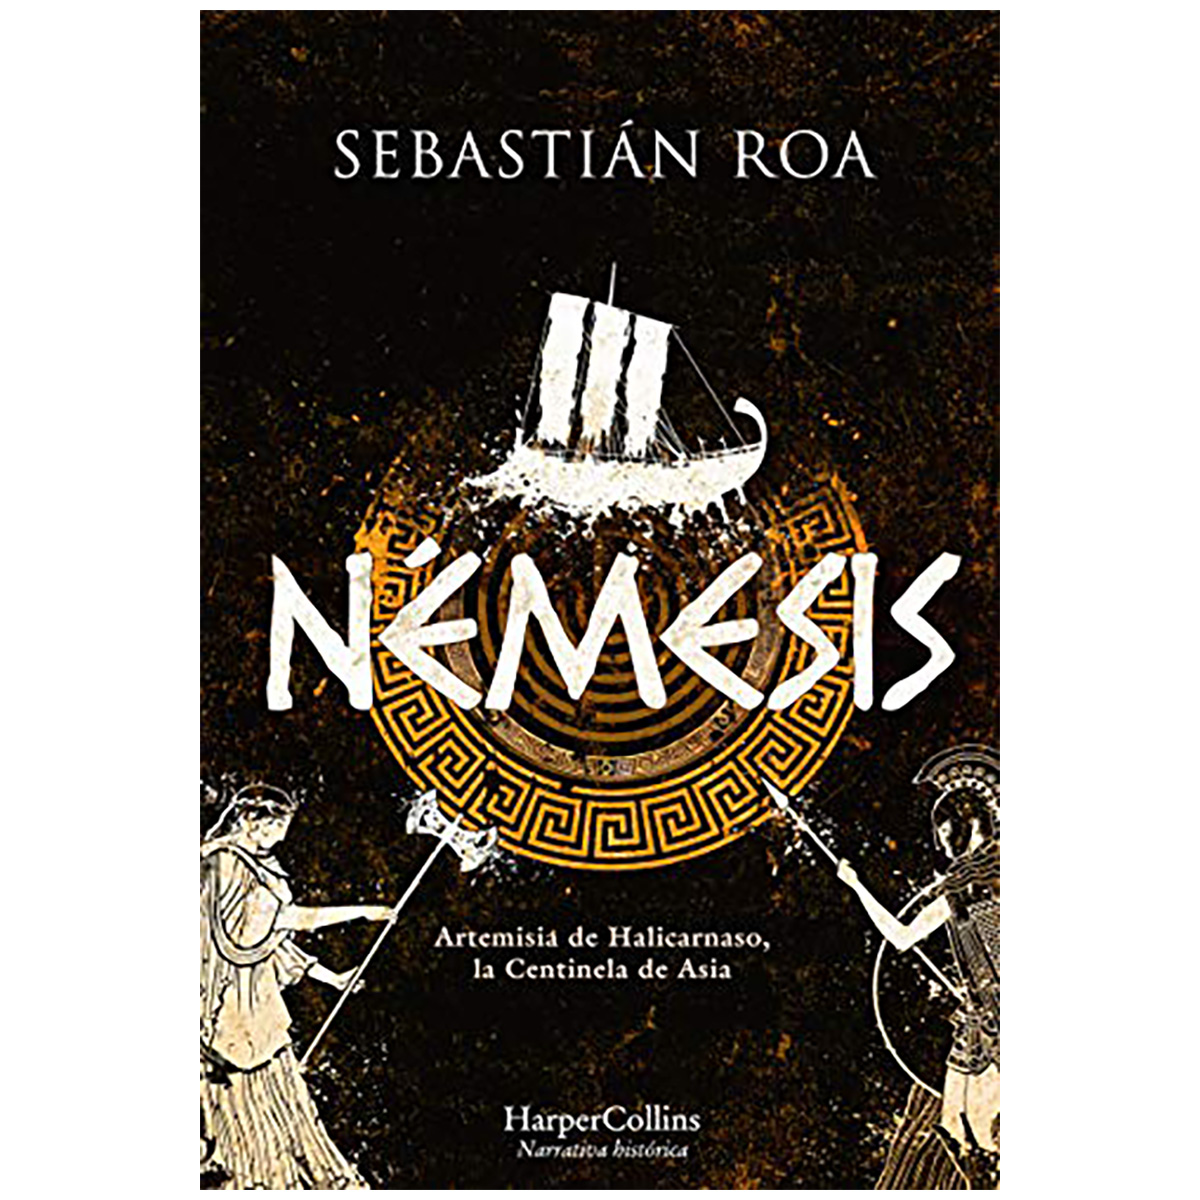 SEBASTIÁN ROA
NÉMESIS
Artemisia de Halicarnaso,
la Centinela de Asia
HarperCollins
Narrativa histórica